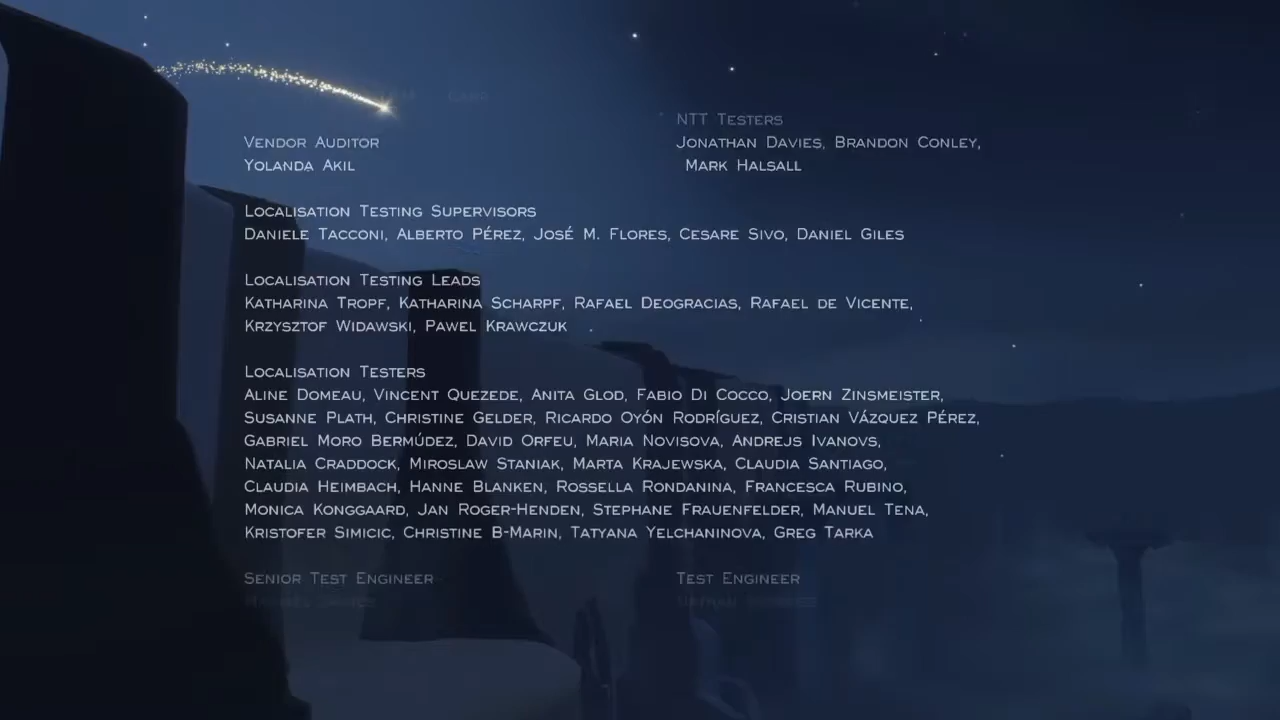 Vendor Auditor
Yolanda Akil
NTT Testers
Jonathan Davies, Brandon Conley,
Mark Halsall
Localisation Testing Supervisors
Daniele Tacconi, Alberto Pérez, José M. Flores, Cesare Sivo, Daniel Giles
Localisation Testing Leads
Katharina Tropf, Katharina Scharpf, Rafael Deogracias, Rafael de Vicente,
Krzysztof Widawski, Pawel Krawczuk
Localisation Testers
Aline Domeau, Vincent Quezede, Anita Glod, Fabio Di Cocco, Joern Zinsmeister,
Susanne Plath, Christine Gelder, Ricardo Oyón Rodríguez, Cristian Vázquez Pérez,
Gabriel Moro Bermúdez, David Orfeu, Maria Novisova, Andrejs Ivanovs,
Natalia Craddock, Miroslaw Staniak, Marta Krajewska, Claudia Santiago,
Claudia Heimbach, Hanne Blanken, Rossella Rondanina, Francesca Rubino,
Monica Konggaard, Jan Roger-Henden, Stephane Frauenfelder, Manuel Tena,
Kristofer Simicic, Christine B-Marin, Tatyana Yelchaninova, Greg Tarka
Senior Test Engineer
Test Engineer